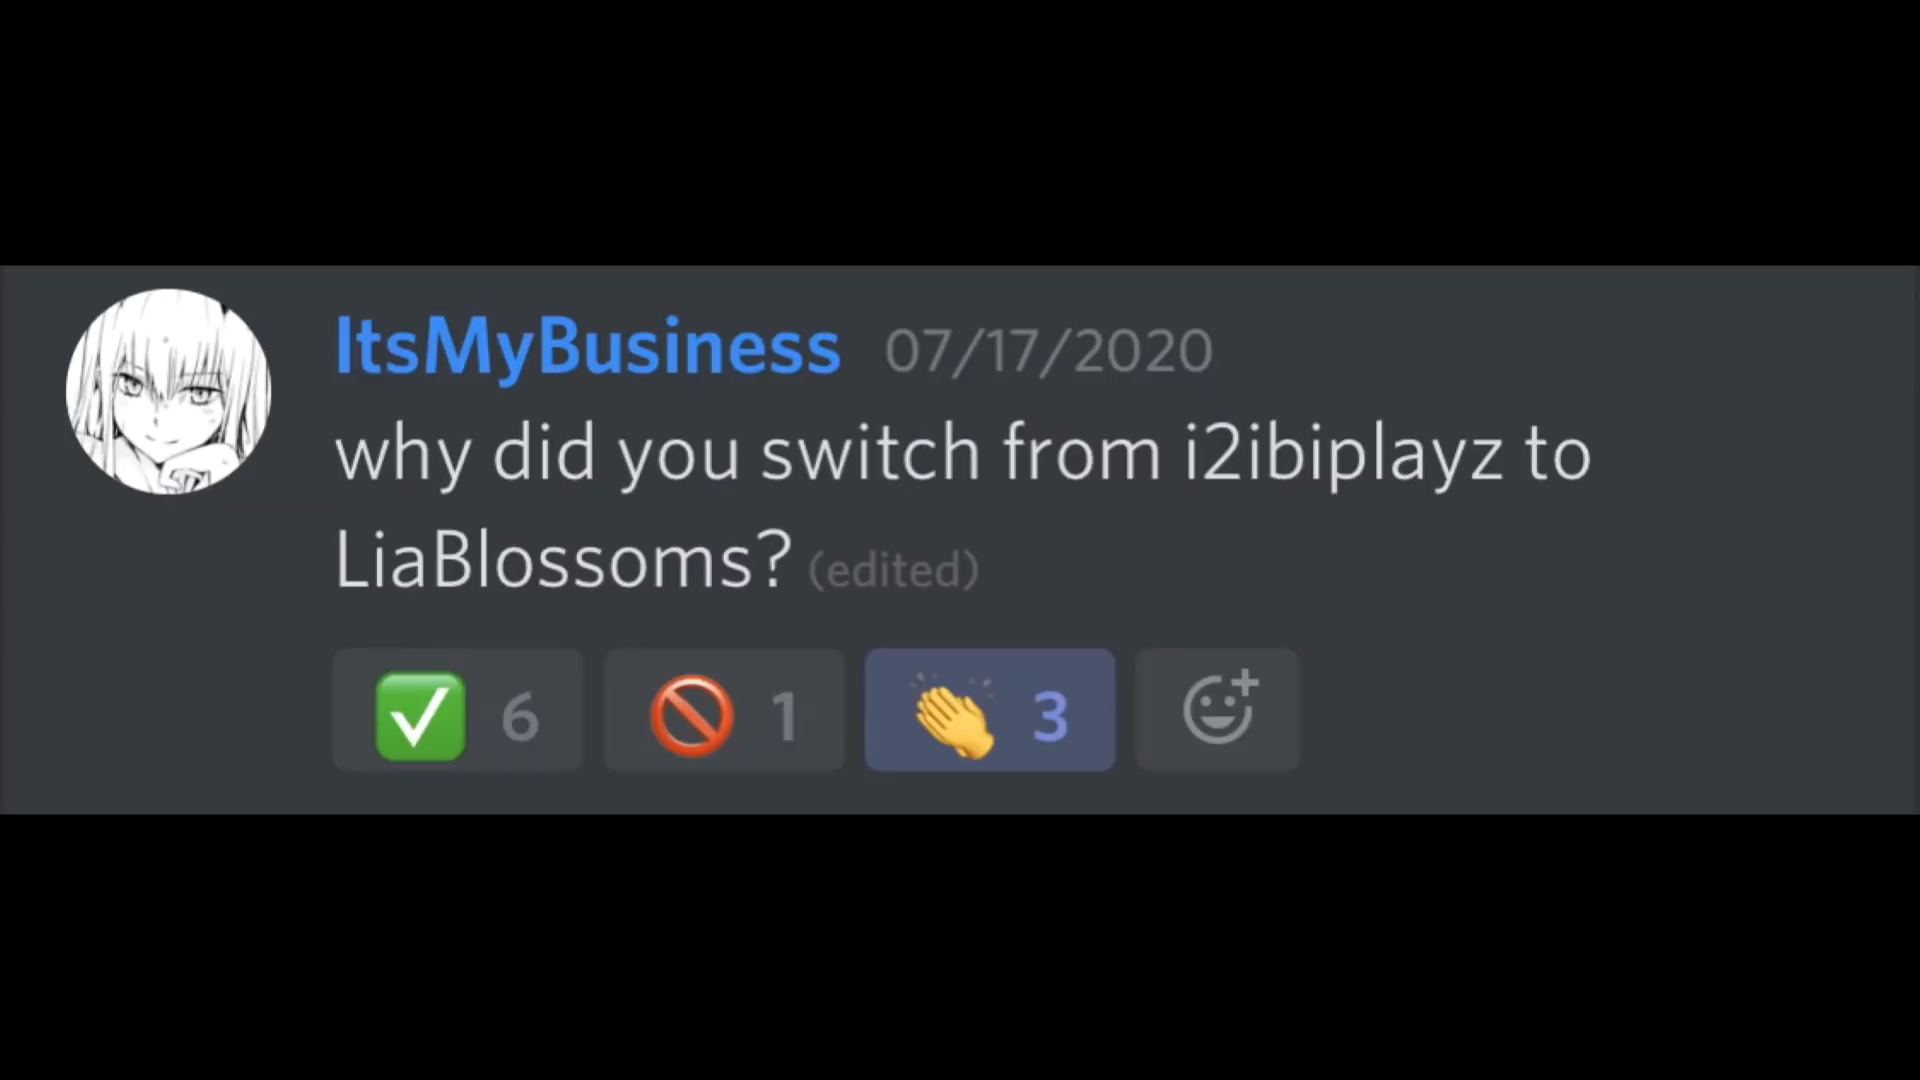 ItsMyBusiness 07/17/2020
why did you switch from i2ibiplayz to
LiaBlossoms? (edited)
6 1 3